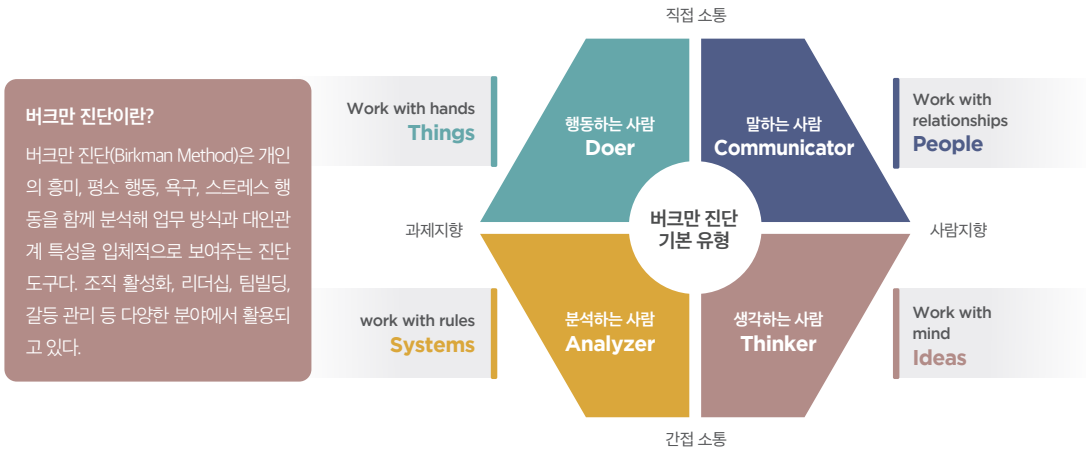 직접 소통
버크만 진단이란?
버크만 진단(Birkman Method)은 개인
의 흥미, 평소 행동, 욕구, 스트레스 행
동을 함께 분석해 업무 방식과 대인관
계 특성을 입체적으로 보여주는 진단
도구다. 조직 활성화, 리더십, 팀빌딩,
갈등 관리 등 다양한 분야에서 활용되
고 있다.
Work with hands
Things
행동하는 사람
Doer
말하는 사람
Communicator
Work with
relationships
People
과제지향
버크만 진단
기본 유형
사람지향
work with rules
Systems
분석하는 사람
Analyzer
생각하는 사람
Thinker
Work with
mind
Ideas
간접 소통